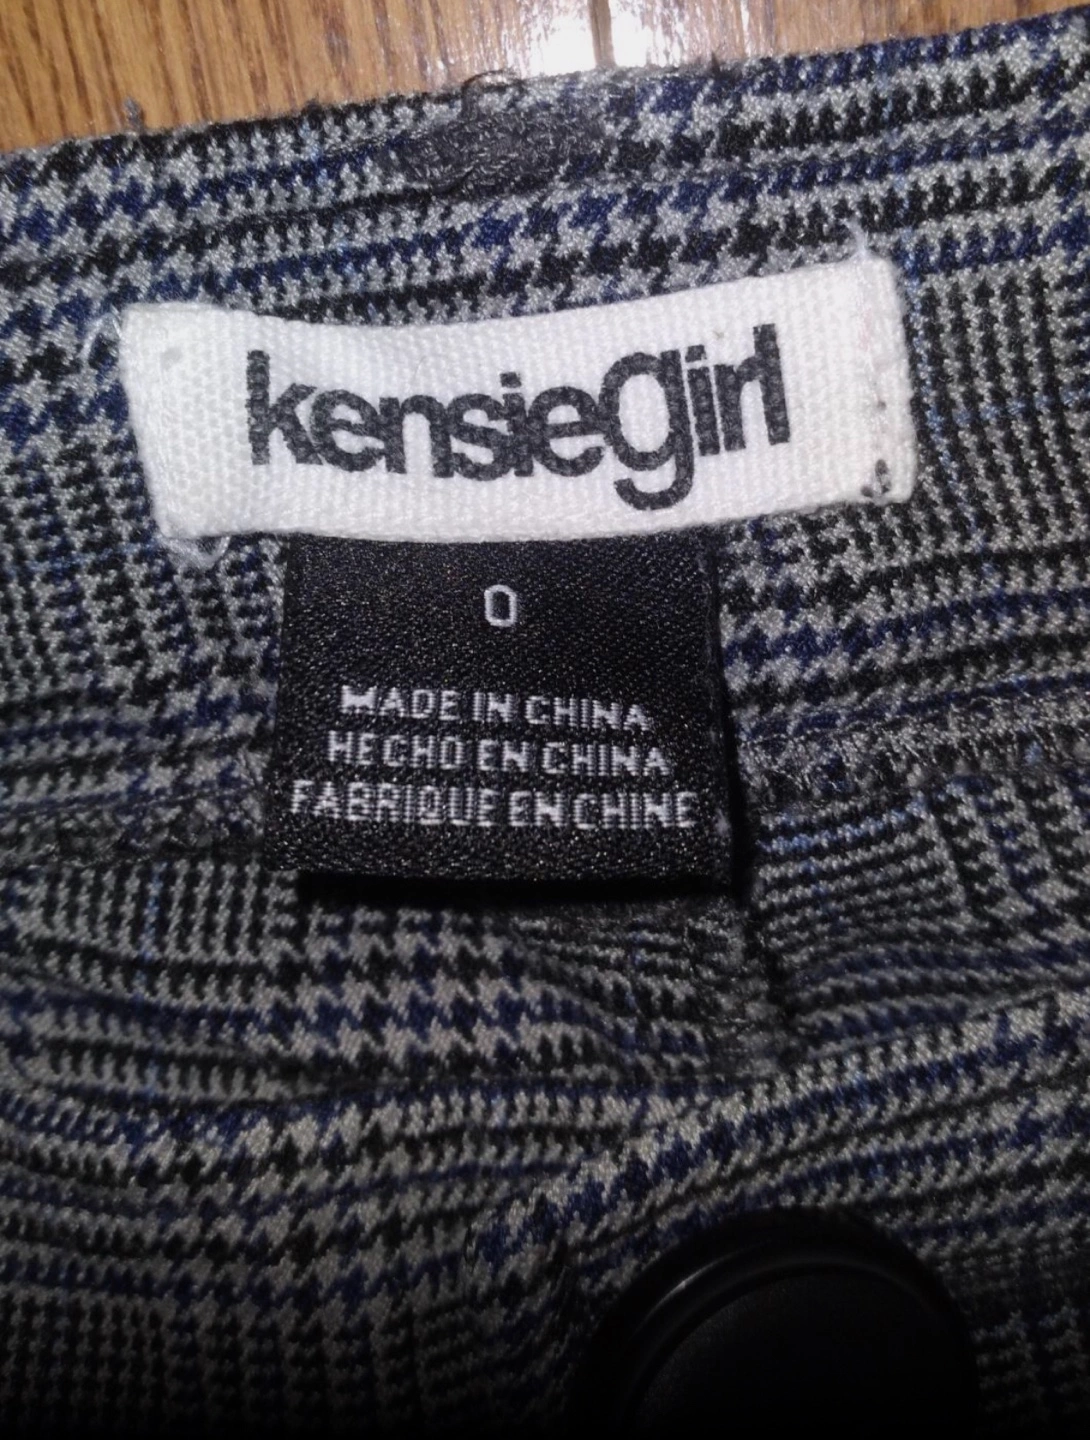 kensiegirl
0
MADE IN CHINA
HECHO EN CHINA
FABRIQUE EN CHINE